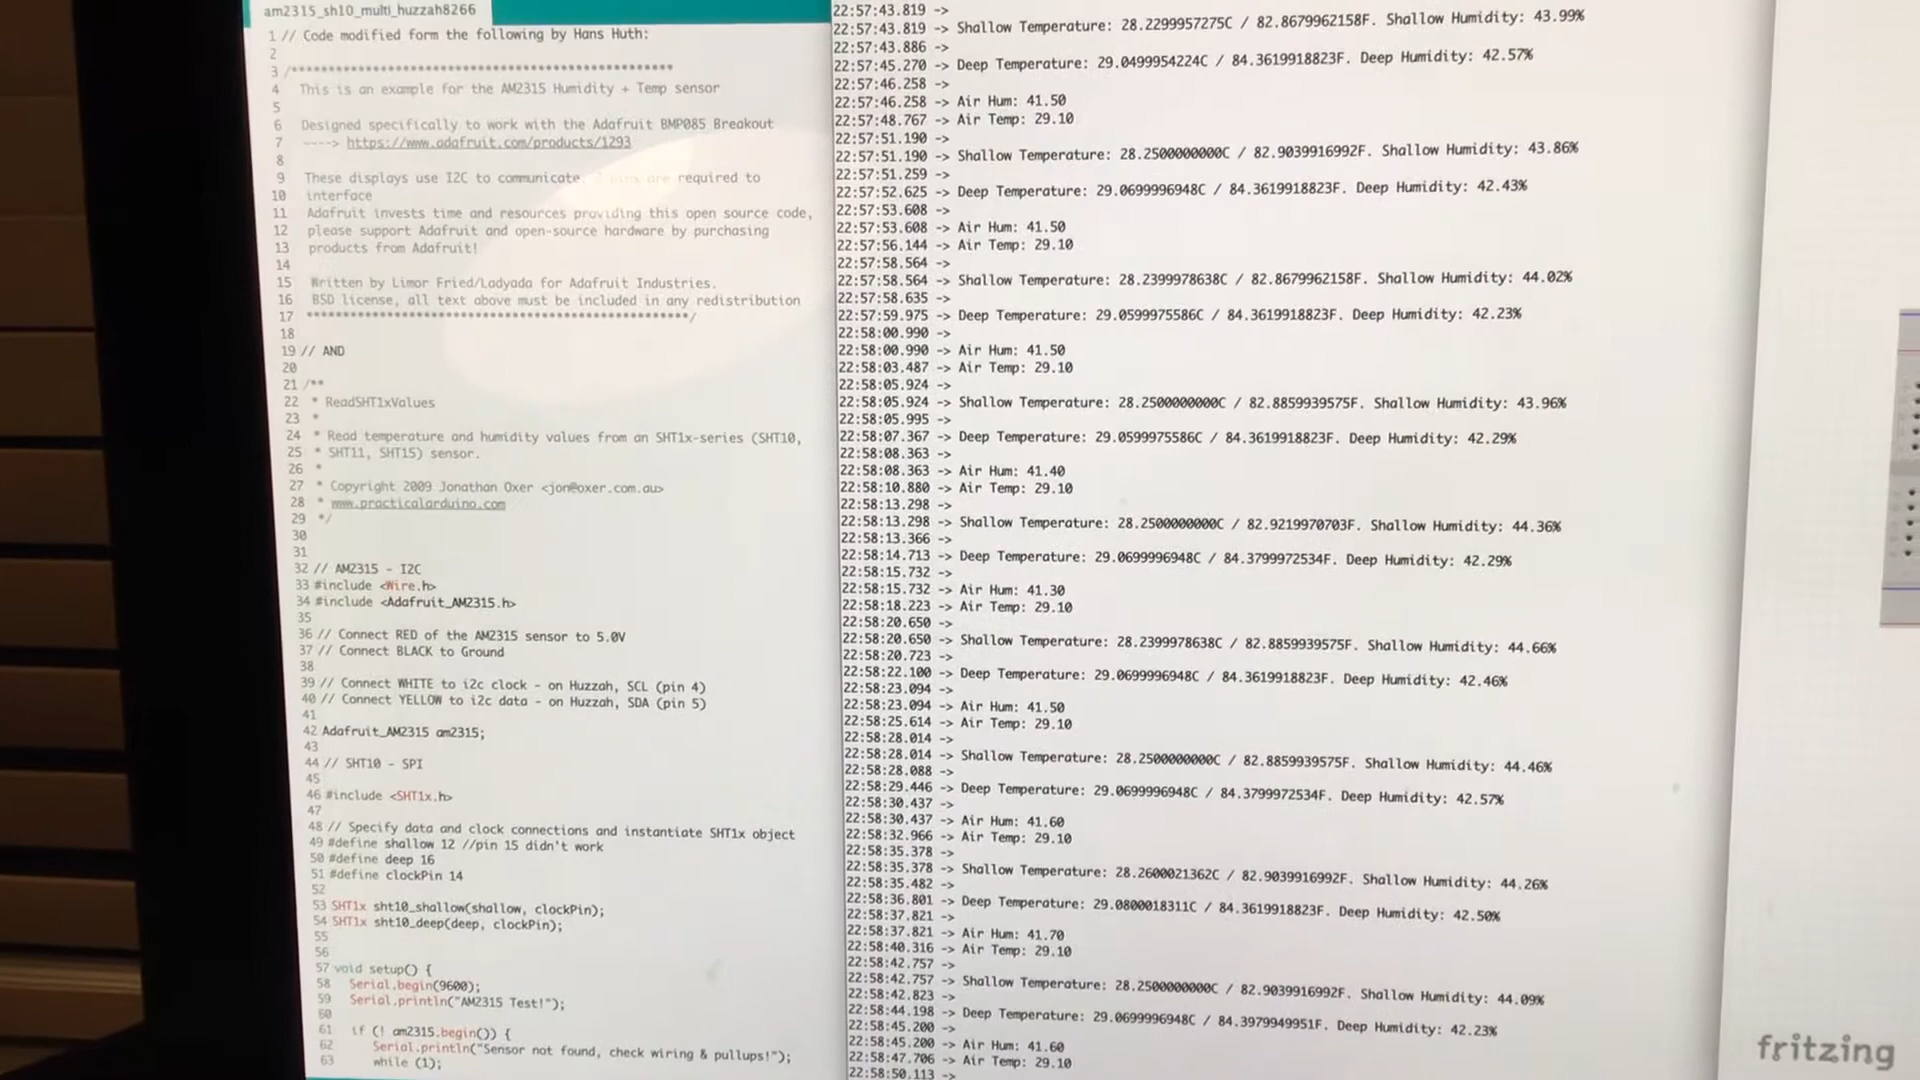 am2315_sh10_multi_huzzah8266
1 // Code modified form the following by Hans Huth:
2
3 /***************************************************
4 This is an example for the AM2315 Humidity + Temp sensor
5
6 Designed specifically to work with the Adafruit BMP085 Breakout
7 ----> https://www.adafruit.com/products/1293
8
9 These displays use I2C to communicate, pins are required to
10 interface
11 Adafruit invests time and resources providing this open source code,
12 please support Adafruit and open-source hardware by purchasing
13 products from Adafruit!
14
15 Written by Limor Fried/Ladyada for Adafruit Industries.
16 BSD license, all text above must be included in any redistribution
17 ****************************************************/
18
19 // AND
20
21 /**
22 * ReadSHT1xValues
23 *
24 * Read temperature and humidity values from an SHT1x-series (SHT10,
25 * SHT11, SHT15) sensor.
26 *
27 * Copyright 2009 Jonathan Oxer <jon@oxer.com.au>
28 * www.practicalarduino.com
29 */
30
31
32 // AM2315 - I2C
33 #include <Wire.h>
34 #include <Adafruit_AM2315.h>
35
36 // Connect RED of the AM2315 sensor to 5.0V
37 // Connect BLACK to Ground
38
39 // Connect WHITE to i2c clock - on Huzzah, SCL (pin 4)
40 // Connect YELLOW to i2c data - on Huzzah, SDA (pin 5)
41
42 Adafruit_AM2315 am2315;
43
44 // SHT10 - SPI
45
46 #include <SHT1x.h>
47
48 // Specify data and clock connections and instantiate SHT1x object
49 #define shallow 12 //pin 15 didn't work
50 #define deep 16
51 #define clockPin 14
52
53 SHT1x sht10_shallow(shallow, clockPin);
54 SHT1x sht10_deep(deep, clockPin);
55
56
57 void setup() {
58 Serial.begin(9600);
59 Serial.println("AM2315 Test!");
60
61 if (! am2315.begin()) {
62 Serial.println("Sensor not found, check wiring & pullups!");
63 while (1);
22:57:43.819 ->
22:57:43.819 -> Shallow Temperature: 28.2299957275C / 82.8679962158F. Shallow Humidity: 43.99%
22:57:43.886 ->
22:57:45.270 -> Deep Temperature: 29.0499954224C / 84.3619918823F. Deep Humidity: 42.57%
22:57:46.258 ->
22:57:46.258 -> Air Hum: 41.50
22:57:48.767 -> Air Temp: 29.10
22:57:51.190 ->
22:57:51.190 -> Shallow Temperature: 28.2500000000C / 82.9039916992F. Shallow Humidity: 43.86%
22:57:51.259 ->
22:57:52.625 -> Deep Temperature: 29.0699996948C / 84.3619918823F. Deep Humidity: 42.43%
22:57:53.608 ->
22:57:53.608 -> Air Hum: 41.50
22:57:56.144 -> Air Temp: 29.10
22:57:58.564 ->
22:57:58.564 -> Shallow Temperature: 28.2399978638C / 82.8679962158F. Shallow Humidity: 44.02%
22:57:58.635 ->
22:57:59.975 -> Deep Temperature: 29.0599975586C / 84.3619918823F. Deep Humidity: 42.23%
22:58:00.990 ->
22:58:00.990 -> Air Hum: 41.50
22:58:03.487 -> Air Temp: 29.10
22:58:05.924 ->
22:58:05.924 -> Shallow Temperature: 28.2500000000C / 82.8859939575F. Shallow Humidity: 43.96%
22:58:05.995 ->
22:58:07.367 -> Deep Temperature: 29.0599975586C / 84.3619918823F. Deep Humidity: 42.29%
22:58:08.363 ->
22:58:08.363 -> Air Hum: 41.40
22:58:10.880 -> Air Temp: 29.10
22:58:13.298 ->
22:58:13.298 -> Shallow Temperature: 28.2500000000C / 82.9219970703F. Shallow Humidity: 44.36%
22:58:13.366 ->
22:58:14.713 -> Deep Temperature: 29.0699996948C / 84.3799972534F. Deep Humidity: 42.29%
22:58:15.732 ->
22:58:15.732 -> Air Hum: 41.30
22:58:18.223 -> Air Temp: 29.10
22:58:20.650 ->
22:58:20.650 -> Shallow Temperature: 28.2399978638C / 82.8859939575F. Shallow Humidity: 44.66%
22:58:20.723 ->
22:58:22.100 -> Deep Temperature: 29.0699996948C / 84.3619918823F. Deep Humidity: 42.46%
22:58:23.094 ->
22:58:23.094 -> Air Hum: 41.50
22:58:25.614 -> Air Temp: 29.10
22:58:28.014 ->
22:58:28.014 -> Shallow Temperature: 28.2500000000C / 82.8859939575F. Shallow Humidity: 44.46%
22:58:28.088 ->
22:58:29.446 -> Deep Temperature: 29.0699996948C / 84.3799972534F. Deep Humidity: 42.57%
22:58:30.437 ->
22:58:30.437 -> Air Hum: 41.60
22:58:32.966 -> Air Temp: 29.10
22:58:35.378 ->
22:58:35.378 -> Shallow Temperature: 28.2600021362C / 82.9039916992F. Shallow Humidity: 44.26%
22:58:35.482 ->
22:58:36.801 -> Deep Temperature: 29.0800018311C / 84.3619918823F. Deep Humidity: 42.50%
22:58:37.821 ->
22:58:37.821 -> Air Hum: 41.70
22:58:40.316 -> Air Temp: 29.10
22:58:42.757 ->
22:58:42.757 -> Shallow Temperature: 28.2500000000C / 82.9039916992F. Shallow Humidity: 44.09%
22:58:42.823 ->
22:58:44.198 -> Deep Temperature: 29.0699996948C / 84.3979949951F. Deep Humidity: 42.23%
22:58:45.200 ->
22:58:45.200 -> Air Hum: 41.60
22:58:47.706 -> Air Temp: 29.10
22:58:50.113 ->
fritzing